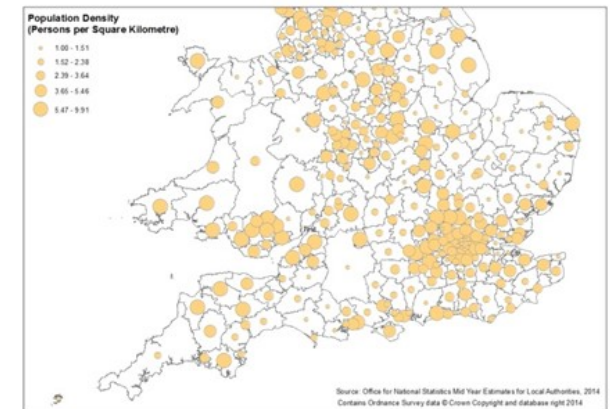 Population Density
(Persons per Square Kilometre)
1.00 - 1.51
1.52 - 2.38
2.39 - 3.64
3.65 - 5.46
5.47 - 9.91
Source: Office for National Statistics Mid Year Estimates for Local Authorities, 2014
Contains Ordnance Survey data © Crown Copyright and database right 2014